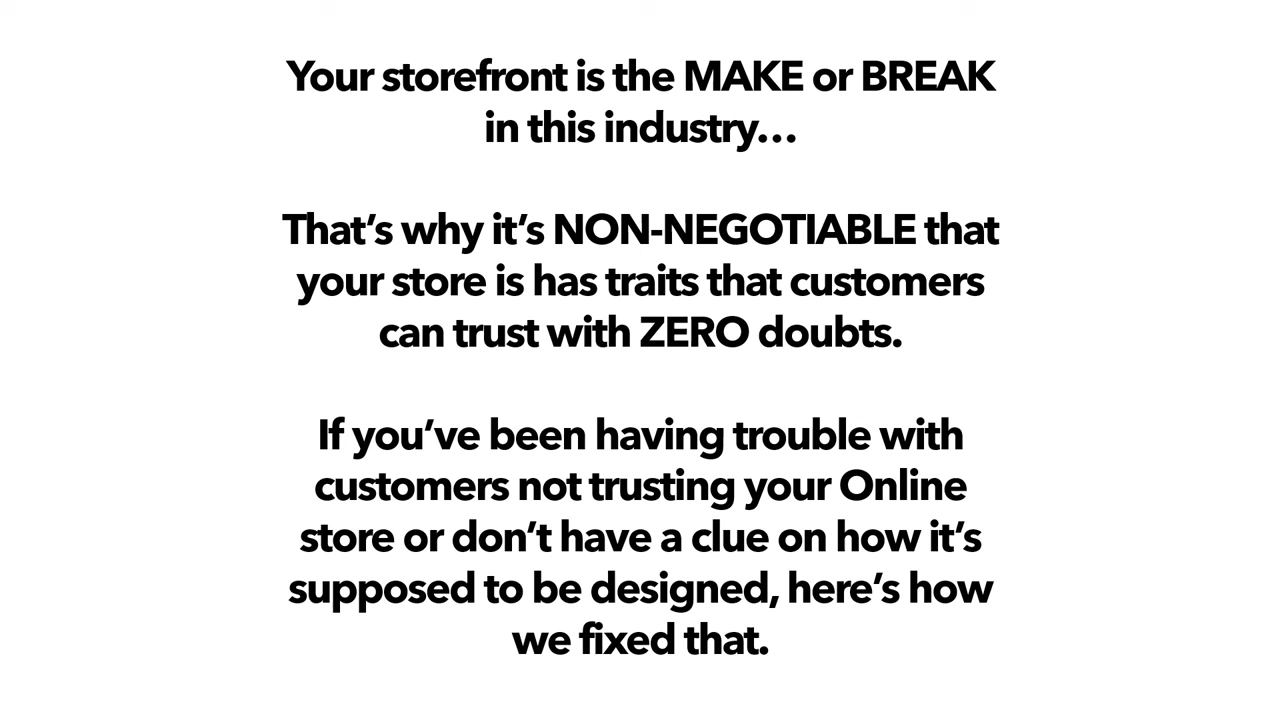 Your storefront is the MAKE or BREAK
in this industry…
That’s why it’s NON-NEGOTIABLE that
your store is has traits that customers
can trust with ZERO doubts.
If you’ve been having trouble with
customers not trusting your Online
store or don’t have a clue on how it’s
supposed to be designed, here’s how
we fixed that.